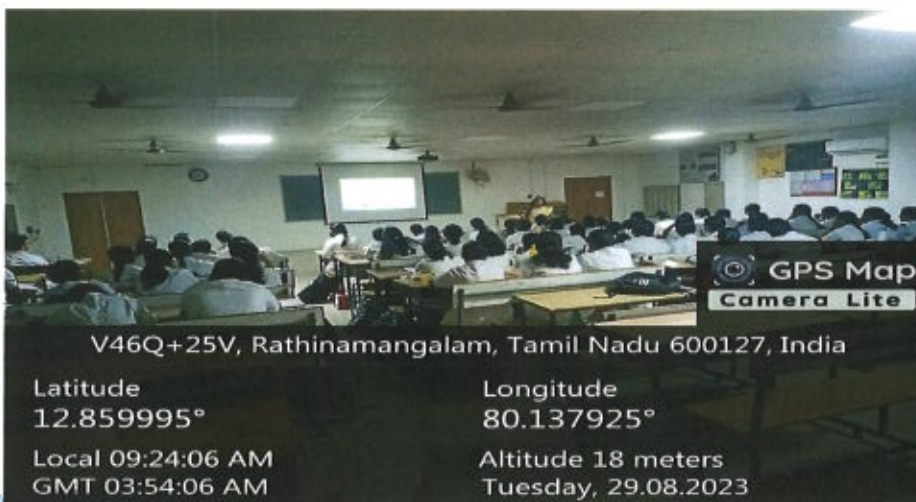 GPS Map
Camera Lite
V46Q+25V, Rathinamangalam, Tamil Nadu 600127, India
Latitude
12.859995°
Longitude
80.137925°
Local 09:24:06 AM
GMT 03:54:06 AM
Altitude 18 meters
Tuesday, 29.08.2023